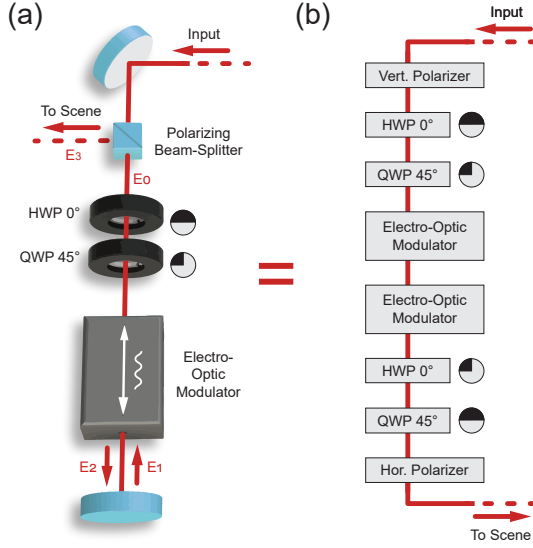 (a)
Input
To Scene
E3
Polarizing
Beam-Splitter
E0
HWP 0°
QWP 45°
Electro-
Optic
Modulator
E2
E1
=
(b)
Input
Vert. Polarizer
HWP 0°
QWP 45°
Electro-Optic
Modulator
Electro-Optic
Modulator
HWP 0°
QWP 45°
Hor. Polarizer
To Scene